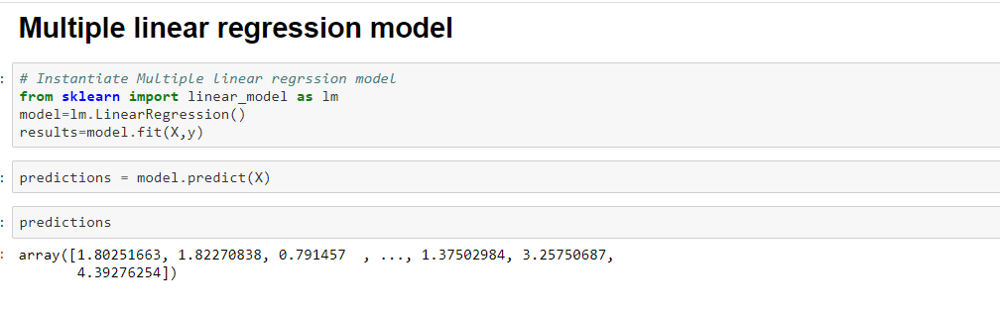 Multiple linear regression model
: # Instantiate Multiple linear regrssion model
from sklearn import linear_model as lm
model=lm.LinearRegression()
results=model.fit(X,y)
: predictions = model.predict(X)
: predictions
: array([1.80251663, 1.82270838, 0.791457  , ..., 1.37502984, 3.25750687,
4.39276254])